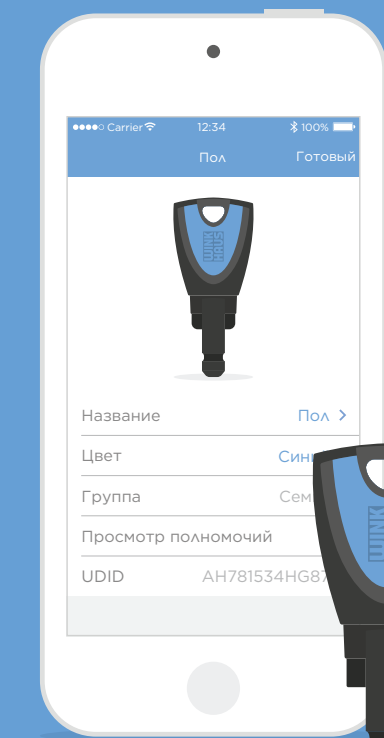 Carrier 12:34 100%
Пол Готовый
Название Пол
Цвет
Группа
Просмотр полномочий
UDID